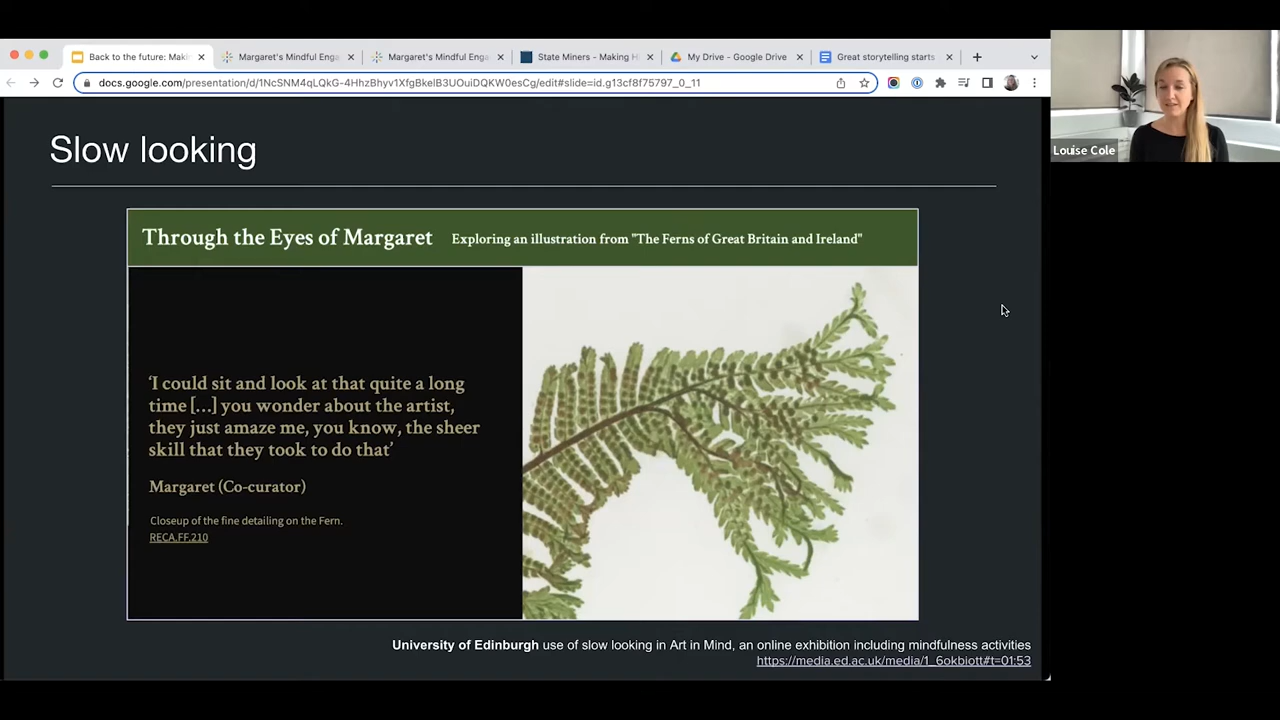 Back to the future: Maki
Margaret's Mindful Enga
Margaret's Mindful Enga
State Miners - Making Hi
My Drive - Google Drive
Great storytelling starts
docs.google.com/presentation/d/1NcSNM4qLQkG-4HhzBhyv1XfgBkelB3UOuiDQKW0esCg/edit#slide=id.g13cf8f75797_0_11
Louise Cole
Slow looking
Through the Eyes of Margaret
Exploring an illustration from "The Ferns of Great Britain and Ireland"
‘I could sit and look at that quite a long
time [...] you wonder about the artist,
they just amaze me, you know, the sheer
skill that they took to do that’
Margaret (Co-curator)
Closeup of the fine detailing on the Fern.
RECA.FF.210
University of Edinburgh use of slow looking in Art in Mind, an online exhibition including mindfulness activities
https://media.ed.ac.uk/media/1_6okbiott#t=01:53